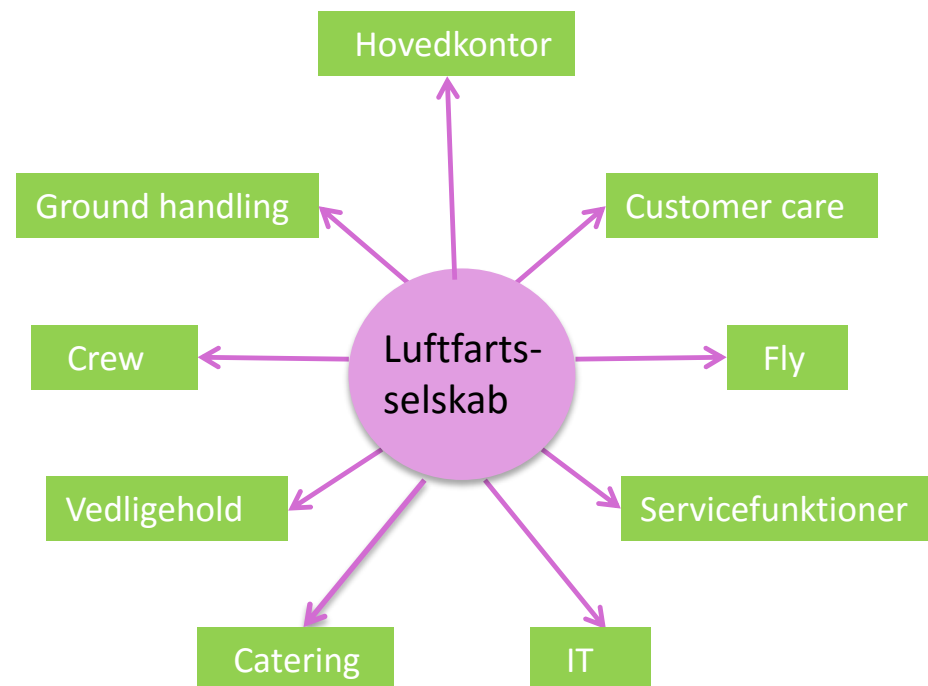 Hovedkontor
Ground handling
Customer care
Crew
Luftfarts-
selskab
Fly
Vedligehold
Servicefunktioner
Catering
IT